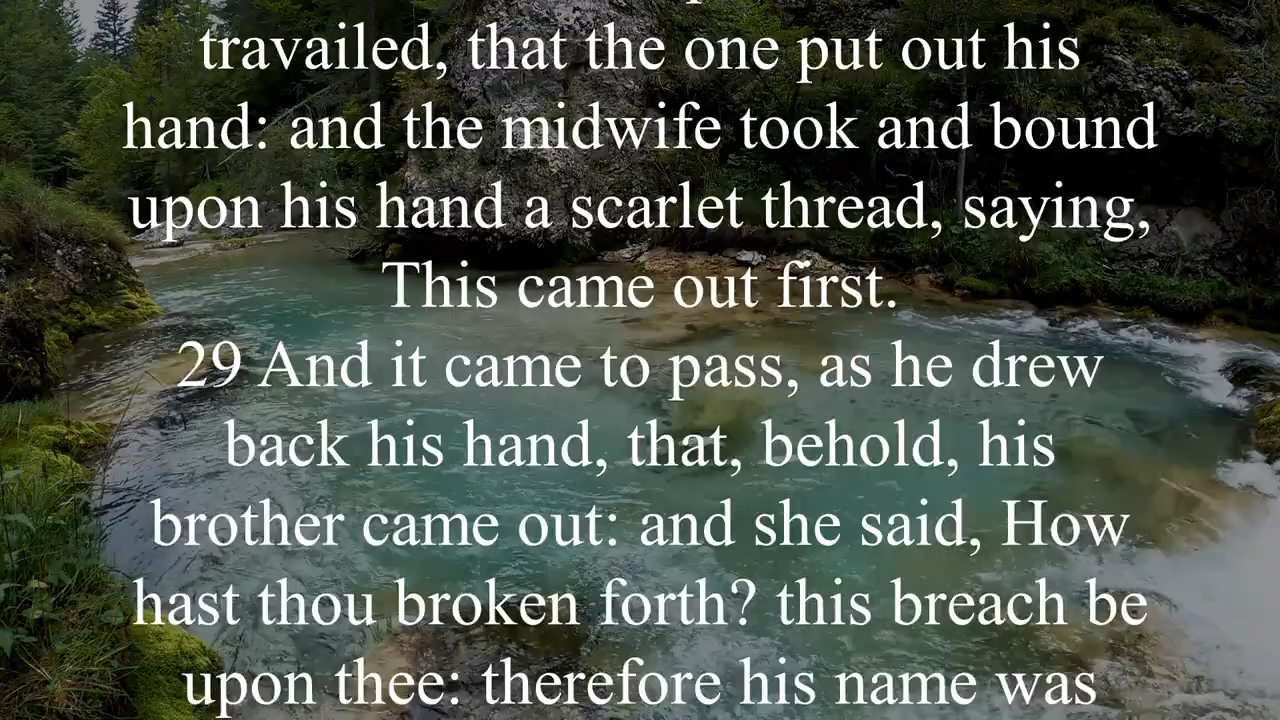 travailed, that the one put out his
hand: and the midwife took and bound
upon his hand a scarlet thread, saying,
This came out first.
29 And it came to pass, as he drew
back his hand, that, behold, his
brother came out: and she said, How
hast thou broken forth? this breach be
upon thee: therefore his name was